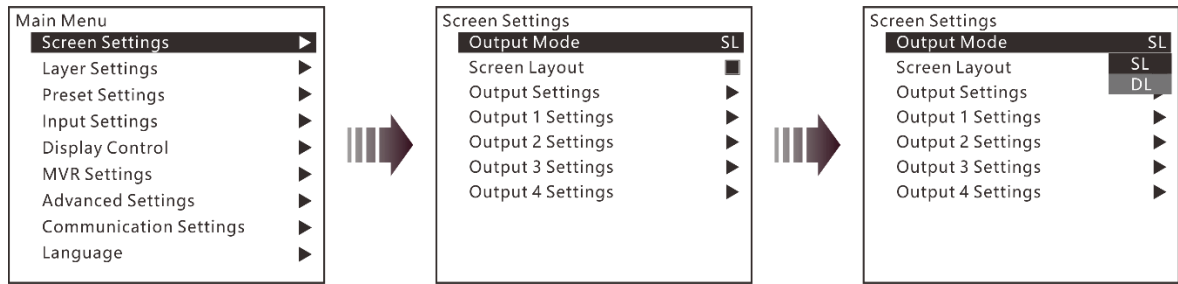 Main Menu
Screen Settings
Layer Settings
Preset Settings
Input Settings
Display Control
MVR Settings
Advanced Settings
Communication Settings
Language
Screen Settings
Output Mode SL
Screen Layout
Output Settings
Output 1 Settings
Output 2 Settings
Output 3 Settings
Output 4 Settings
Screen Settings
Output Mode SL
Screen Layout SL
Output Settings DL
Output 1 Settings
Output 2 Settings
Output 3 Settings
Output 4 Settings